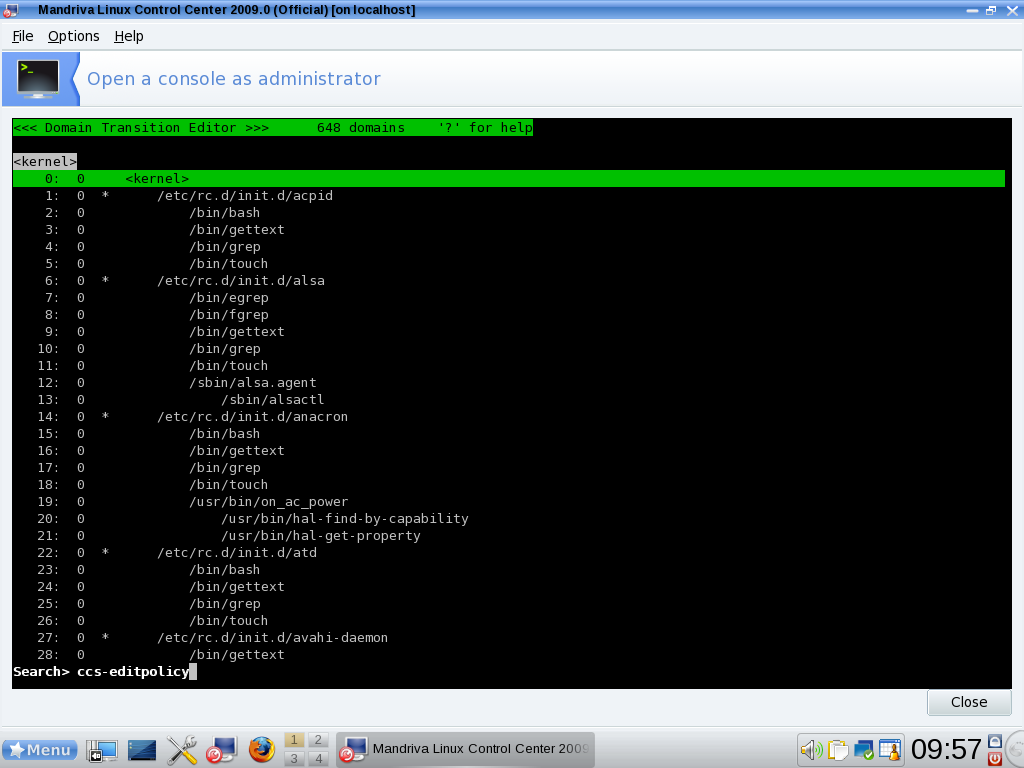 Mandriva Linux Control Center 2009.0 (Official) [on localhost]
File Options Help
>_
Open a console as administrator
<<< Domain Transition Editor >>>      648 domains    '?' for help
<kernel>
    0:  0     <kernel>
    1:  0  *      /etc/rc.d/init.d/acpid
    2:  0             /bin/bash
    3:  0             /bin/gettext
    4:  0             /bin/grep
    5:  0             /bin/touch
    6:  0  *      /etc/rc.d/init.d/alsa
    7:  0             /bin/egrep
    8:  0             /bin/fgrep
    9:  0             /bin/gettext
   10:  0             /bin/grep
   11:  0             /bin/touch
   12:  0             /sbin/alsa.agent
   13:  0                 /sbin/alsactl
   14:  0  *      /etc/rc.d/init.d/anacron
   15:  0             /bin/bash
   16:  0             /bin/gettext
   17:  0             /bin/grep
   18:  0             /bin/touch
   19:  0             /usr/bin/on_ac_power
   20:  0                 /usr/bin/hal-find-by-capability
   21:  0                 /usr/bin/hal-get-property
   22:  0  *      /etc/rc.d/init.d/atd
   23:  0             /bin/bash
   24:  0             /bin/gettext
   25:  0             /bin/grep
   26:  0             /bin/touch
   27:  0  *      /etc/rc.d/init.d/avahi-daemon
   28:  0             /bin/gettext
Search> ccs-editpolicy
Close
Menu
1 2
3 4
Mandriva Linux Control Center 2009
09:57